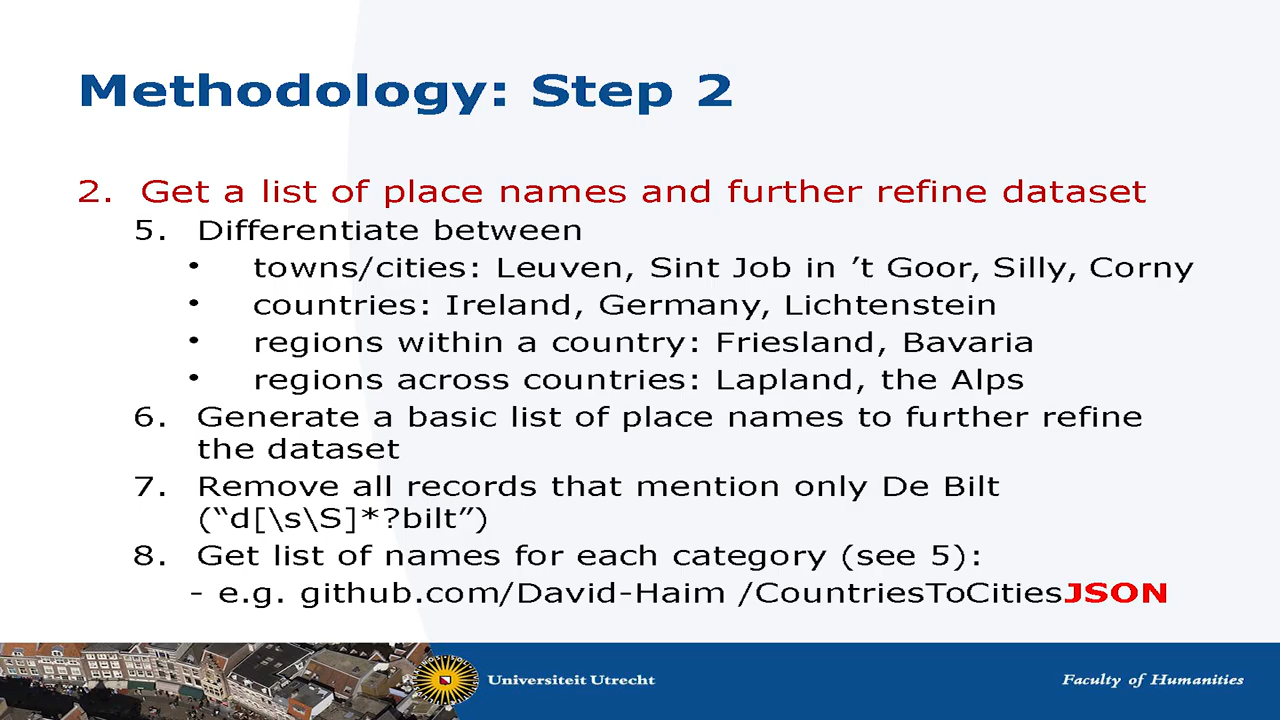 Methodology: Step 2
2. Get a list of place names and further refine dataset
5. Differentiate between
• towns/cities: Leuven, Sint Job in ’t Goor, Silly, Corny
• countries: Ireland, Germany, Lichtenstein
• regions within a country: Friesland, Bavaria
• regions across countries: Lapland, the Alps
6. Generate a basic list of place names to further refine
the dataset
7. Remove all records that mention only De Bilt
(“d[\s\S]*?bilt”)
8. Get list of names for each category (see 5):
- e.g. github.com/David-Haim /CountriesToCitiesJSON
Universiteit Utrecht
Faculty of Humanities